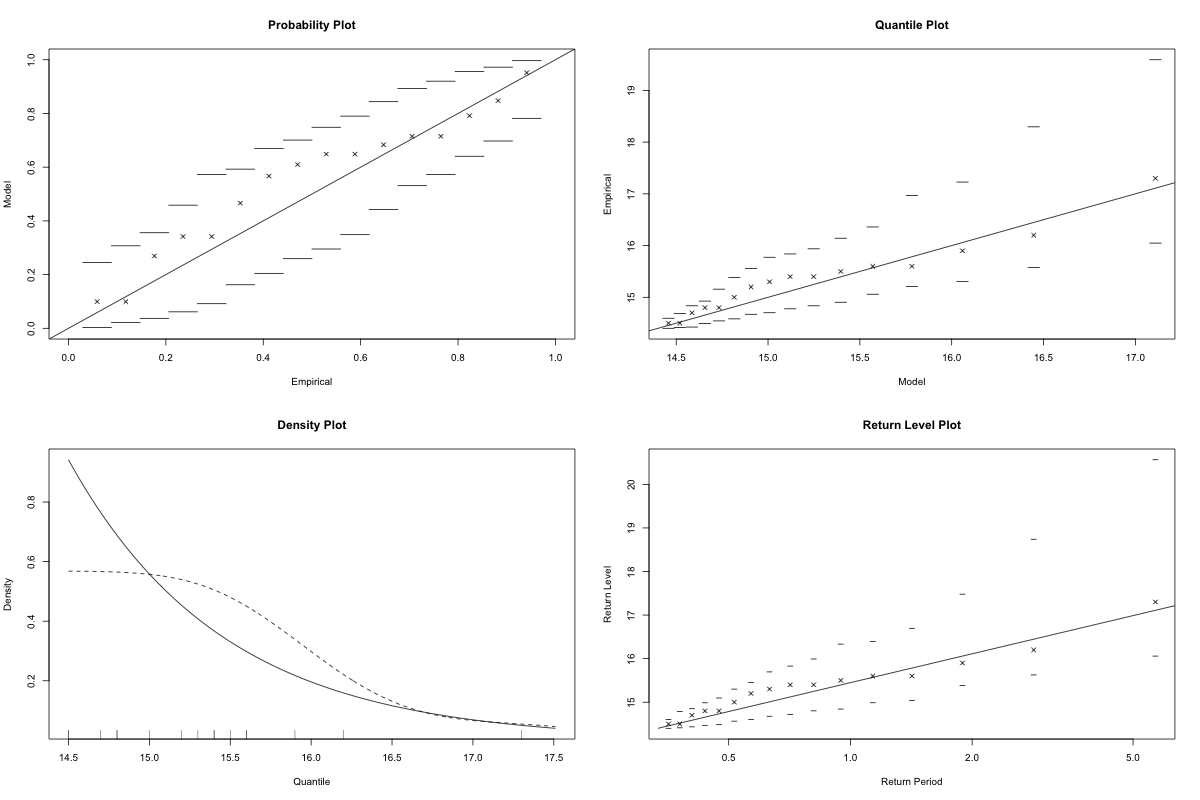 Probability Plot
Model
1.0
0.8
0.6
0.4
0.2
0.0
0.0 0.2 0.4 0.6 0.8 1.0
Empirical
Quantile Plot
Empirical
19
18
17
16
15
14.5 15.0 15.5 16.0 16.5 17.0
Model
Density Plot
Density
0.8
0.6
0.4
0.2
14.5 15.0 15.5 16.0 16.5 17.0 17.5
Quantile
Return Level Plot
Return Level
20
19
18
17
16
15
0.5 1.0 2.0 5.0
Return Period